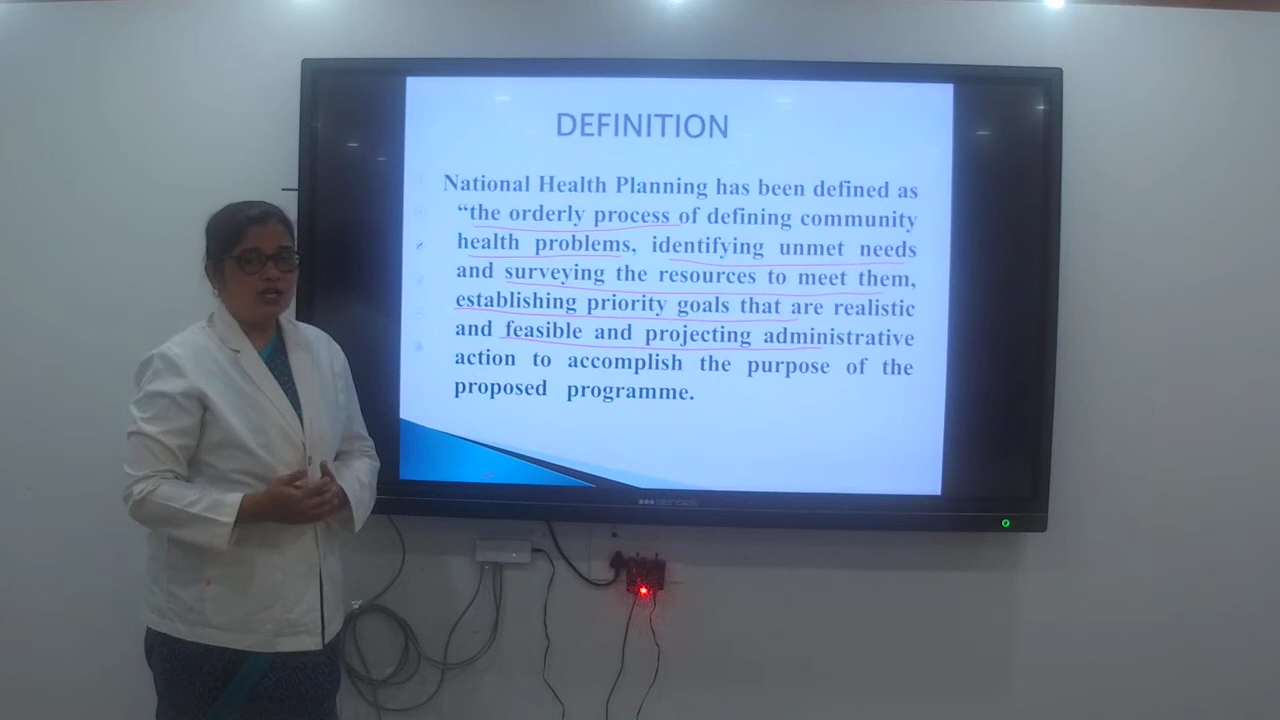 DEFINITION
National Health Planning has been defined as
“the orderly process of defining community
health problems, identifying unmet needs
and surveying the resources to meet them,
establishing priority goals that are realistic
and feasible and projecting administrative
action to accomplish the purpose of the
proposed programme.